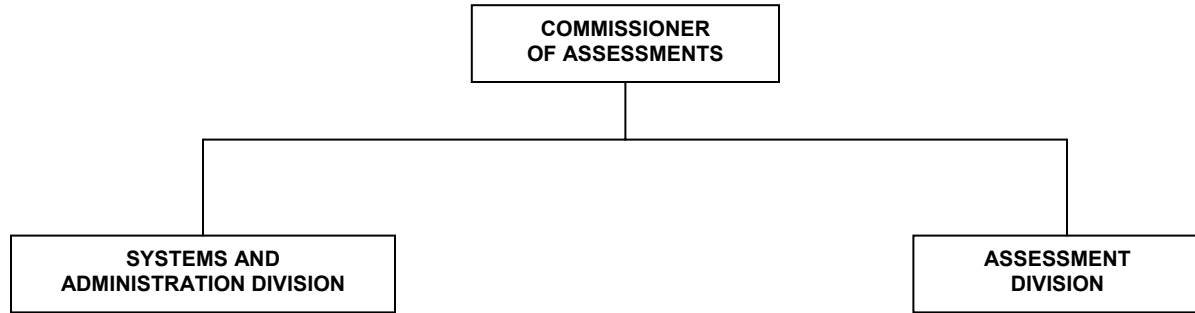 COMMISSIONER
OF ASSESSMENTS
SYSTEMS AND
ADMINISTRATION DIVISION
ASSESSMENT
DIVISION